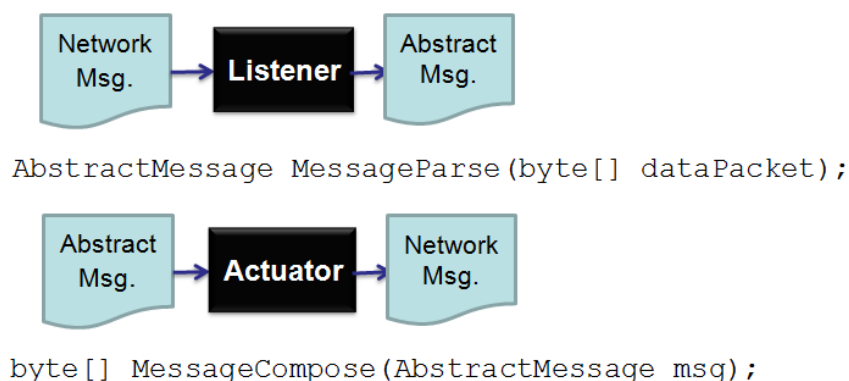 Network
Msg.
Listener
Abstract
Msg.
AbstractMessage MessageParse(byte[] dataPacket);
Abstract
Msg.
Actuator
Network
Msg.
byte[] MessageCompose(AbstractMessage msg);